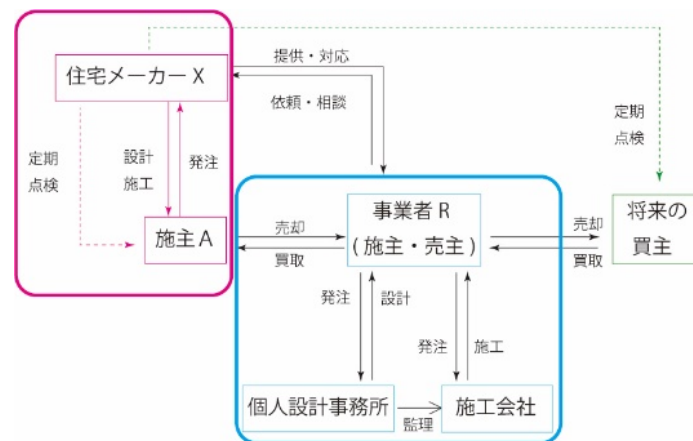 提供・対応
住宅メーカー X
依頼・相談
定期
点検
設計
施工
発注
定期
点検
施主 A
売却
買取
事業者 R
( 施主・売主 )
売却
買取
将来の
買主
発注
設計
発注
施工
個人設計事務所
監理
施工会社